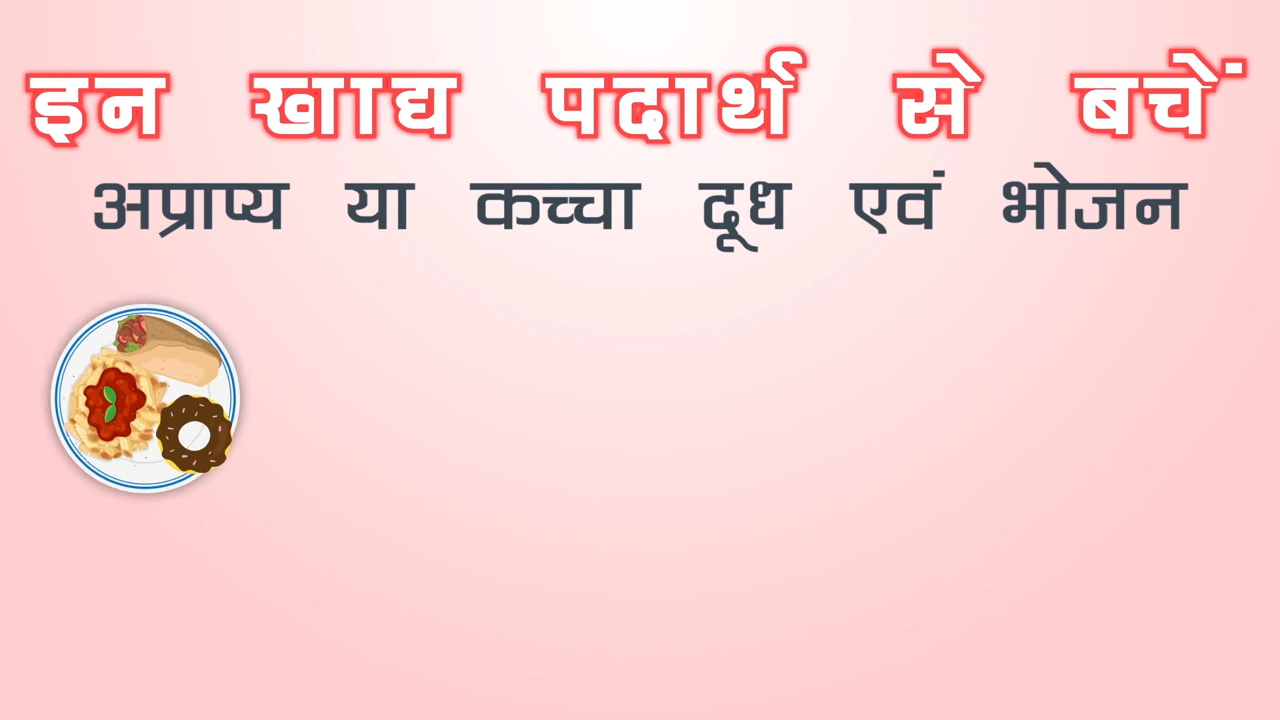 इन खाद्य पदार्थ से बचें
अप्राष्य या कच्चा दूध एवं भोजन